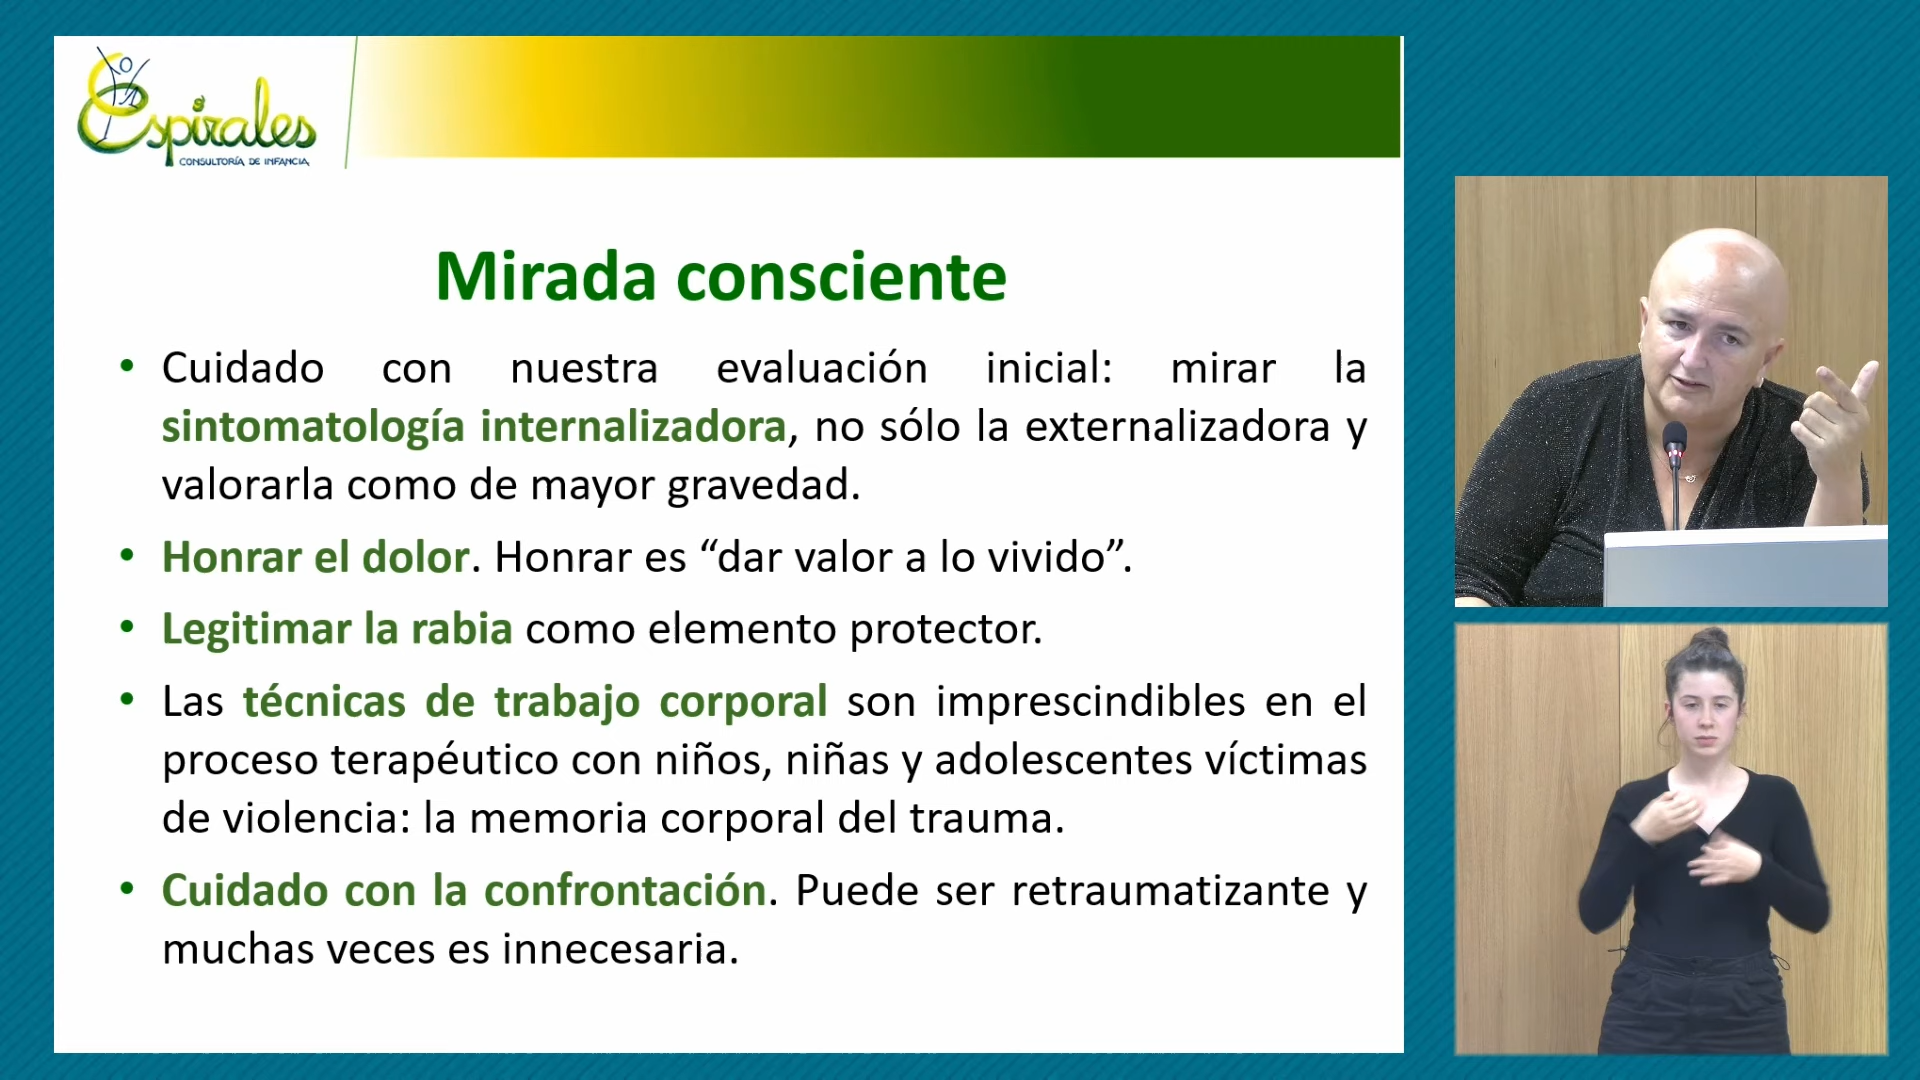 Espirales
CONSULTORÍA DE INFANCIA
Mirada consciente
• Cuidado con nuestra evaluación inicial: mirar la
sintomatología internalizadora, no sólo la externalizadora y
valorarla como de mayor gravedad.
• Honrar el dolor. Honrar es “dar valor a lo vivido”.
• Legitimar la rabia como elemento protector.
• Las técnicas de trabajo corporal son imprescindibles en el
proceso terapéutico con niños, niñas y adolescentes víctimas
de violencia: la memoria corporal del trauma.
• Cuidado con la confrontación. Puede ser retraumatizante y
muchas veces es innecesaria.